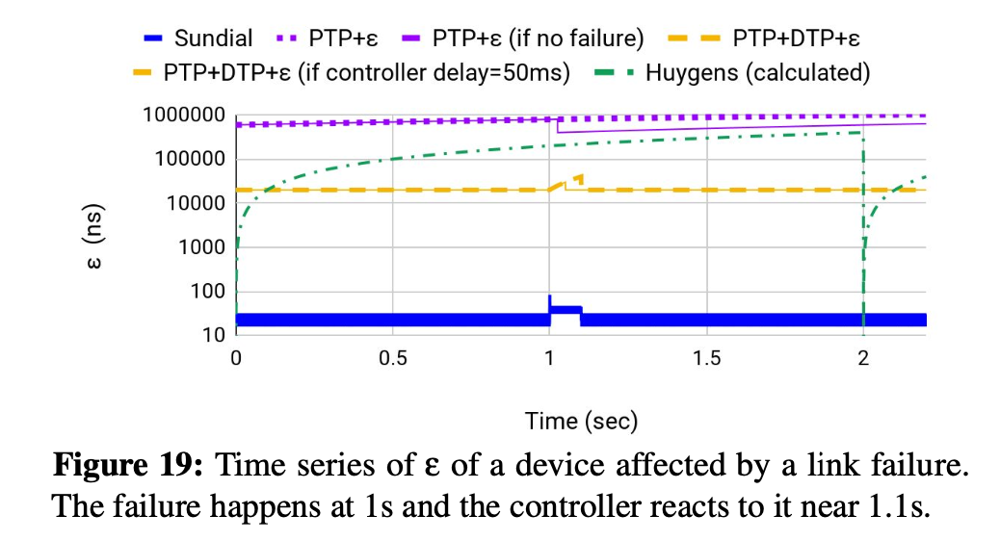 Sundial PTP+ε PTP+ε (if no failure) PTP+DTP+ε
PTP+DTP+ε (if controller delay=50ms) Huygens (calculated)
1000000
100000
10000
1000
100
10
ε (ns)
0 0.5 1 1.5 2
Time (sec)
Figure 19: Time series of ε of a device affected by a link failure.
The failure happens at 1s and the controller reacts to it near 1.1s.